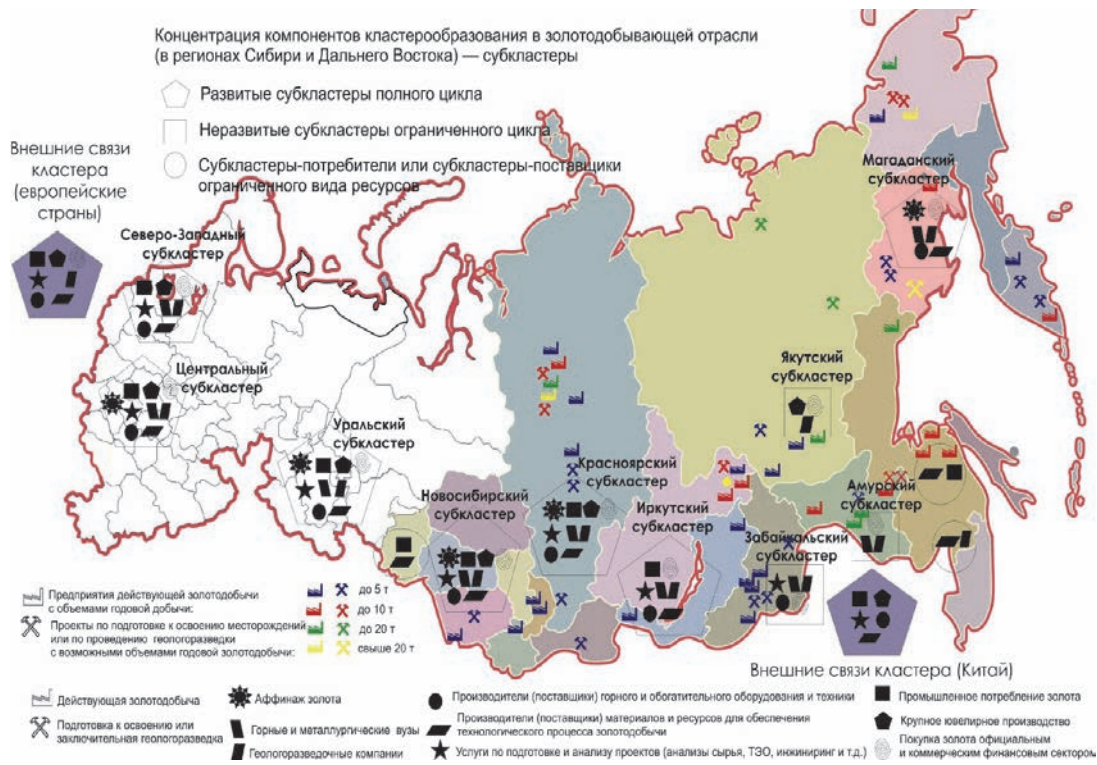 Концентрация компонентов кластерообразования в золотодобывающей отрасли
(в регионах Сибири и Дальнего Востока) — субкластеры
Развитые субкластеры полного цикла
Неразвитые субкластеры ограниченного цикла
Субкластеры-потребители или субкластеры-поставщики
ограниченного вида ресурсов
Внешние связи
кластера
(европейские
страны)
Северо-Западный
субкластер
Центральный
субкластер
Уральский
субкластер
Новосибирский
субкластер
Красноярский
субкластер
Иркутский
субкластер
Якутский
субкластер
Магаданский
субкластер
Амурский
субкластер
Забайкальский
субкластер
Предприятия действующей золотодобычи
с объемами годовой добычи:
Проекты по подготовке к освоению месторождений
или по проведению геологоразведки
с возможными объемами годовой золотодобычи:
до 5 т
до 10 т
до 20 т
свыше 20 т
Внешние связи кластера (Китай)
Действующая золотодобыча
Подготовка к освоению или
заключительная геологоразведка
Аффинаж золота
Горные и металлургические вузы
Геологоразведочные компании
Производители (поставщики) горного и обогатительного оборудования и техники
Производители (поставщики) материалов и ресурсов для обеспечения
технологического процесса золотодобычи
Услуги по подготовке и анализу проектов (анализы сырья, ТЭО, инжиниринг и т.д.)
Промышленное потребление золота
Крупное ювелирное производство
Покупка золота официальным
и коммерческим финансовым сектором